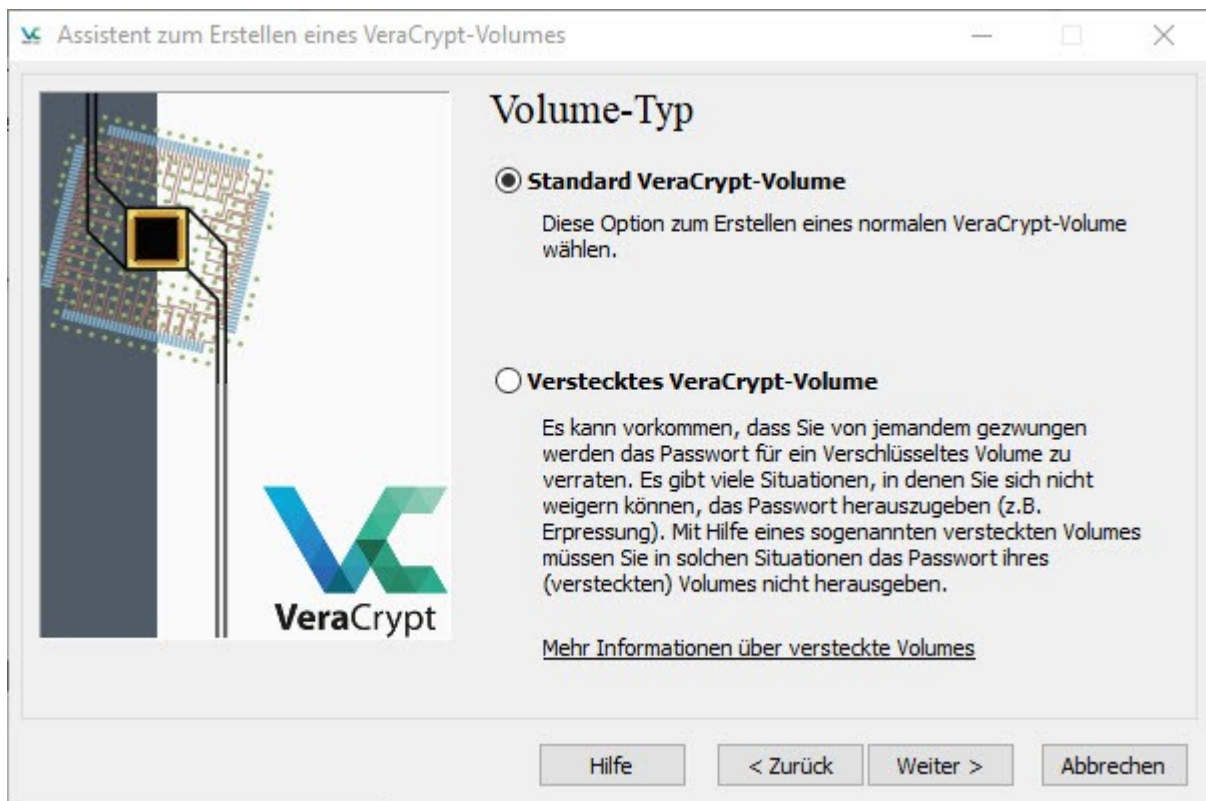 Assistent zum Erstellen eines VeraCrypt-Volumes
Volume-Typ
Standard VeraCrypt-Volume
Diese Option zum Erstellen eines normalen VeraCrypt-Volume
wählen.
Verstecktes VeraCrypt-Volume
Es kann vorkommen, dass Sie von jemandem gezwungen
werden das Passwort für ein Verschlüsseltes Volume zu
verraten. Es gibt viele Situationen, in denen Sie sich nicht
weigern können, das Passwort herauszugeben (z.B.
Erpressung). Mit Hilfe eines sogenannten versteckten Volumes
müssen Sie in solchen Situationen das Passwort ihres
(versteckten) Volumes nicht herausgeben.
Mehr Informationen über versteckte Volumes
VeraCrypt
Hilfe
< Zurück
Weiter >
Abbrechen